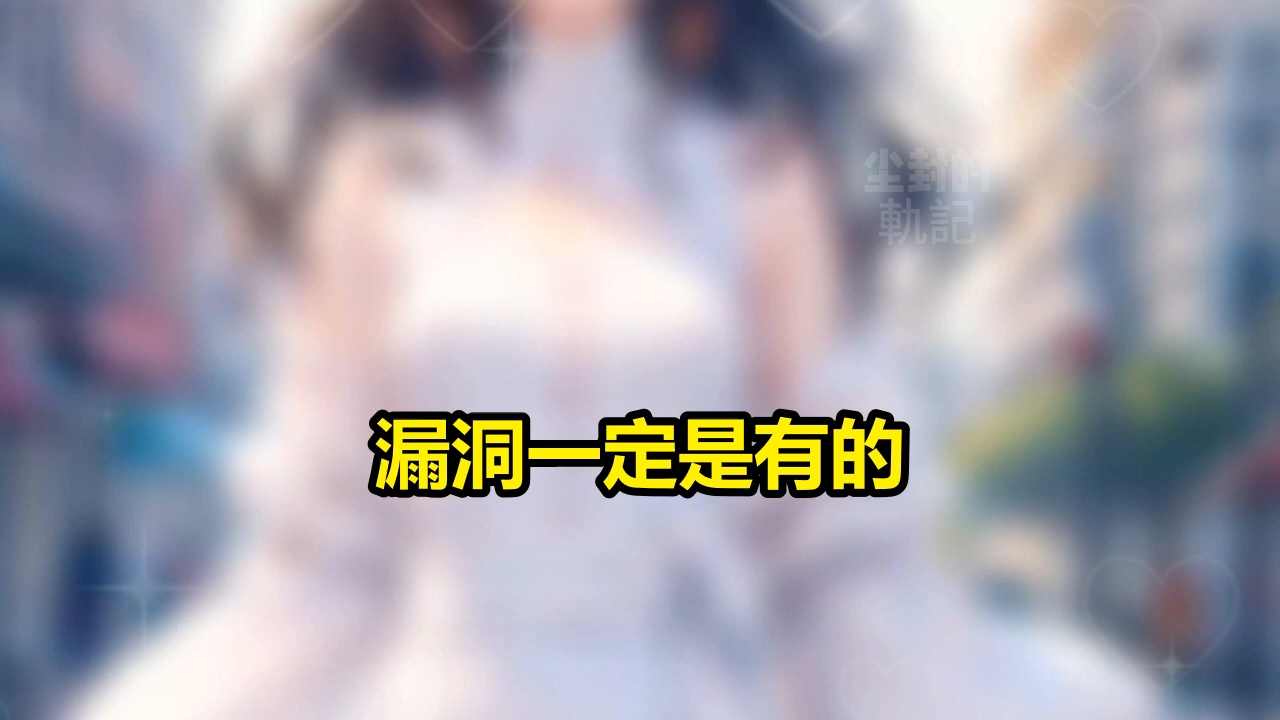 尘封的
軌記
漏洞一定是有的